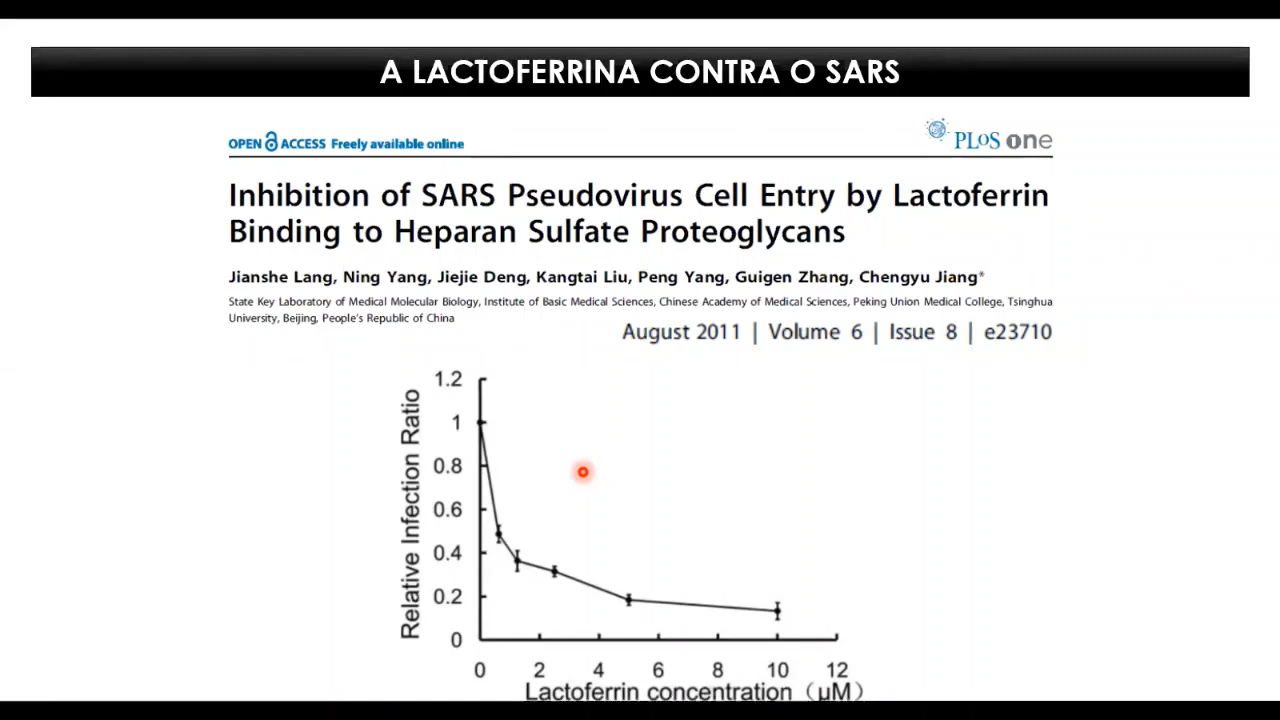 A LACTOFERRINA CONTRA O SARS
OPEN ACCESS Freely available online
PLoS one
Inhibition of SARS Pseudovirus Cell Entry by Lactoferrin
Binding to Heparan Sulfate Proteoglycans
Jianshe Lang, Ning Yang, Jiejie Deng, Kangtai Liu, Peng Yang, Guigen Zhang, Chengyu Jiang*
State Key Laboratory of Medical Molecular Biology, Institute of Basic Medical Sciences, Chinese Academy of Medical Sciences, Peking Union Medical College, Tsinghua
University, Beijing, People's Republic of China
August 2011 | Volume 6 | Issue 8 | e23710
Relative Infection Ratio
1.2
1
0.8
0.6
0.4
0.2
0
0 2 4 6 8 10 12
Lactoferrin concentration（μM）